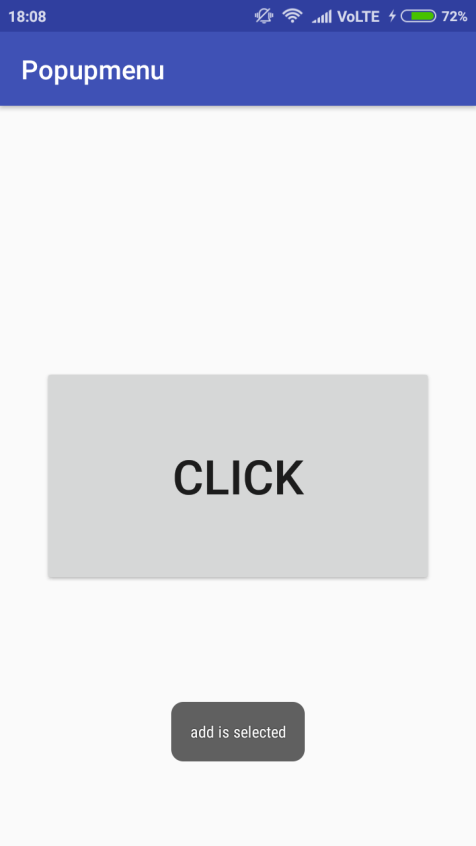 18:08 VoLTE 72%
Popupmenu
CLICK
add is selected